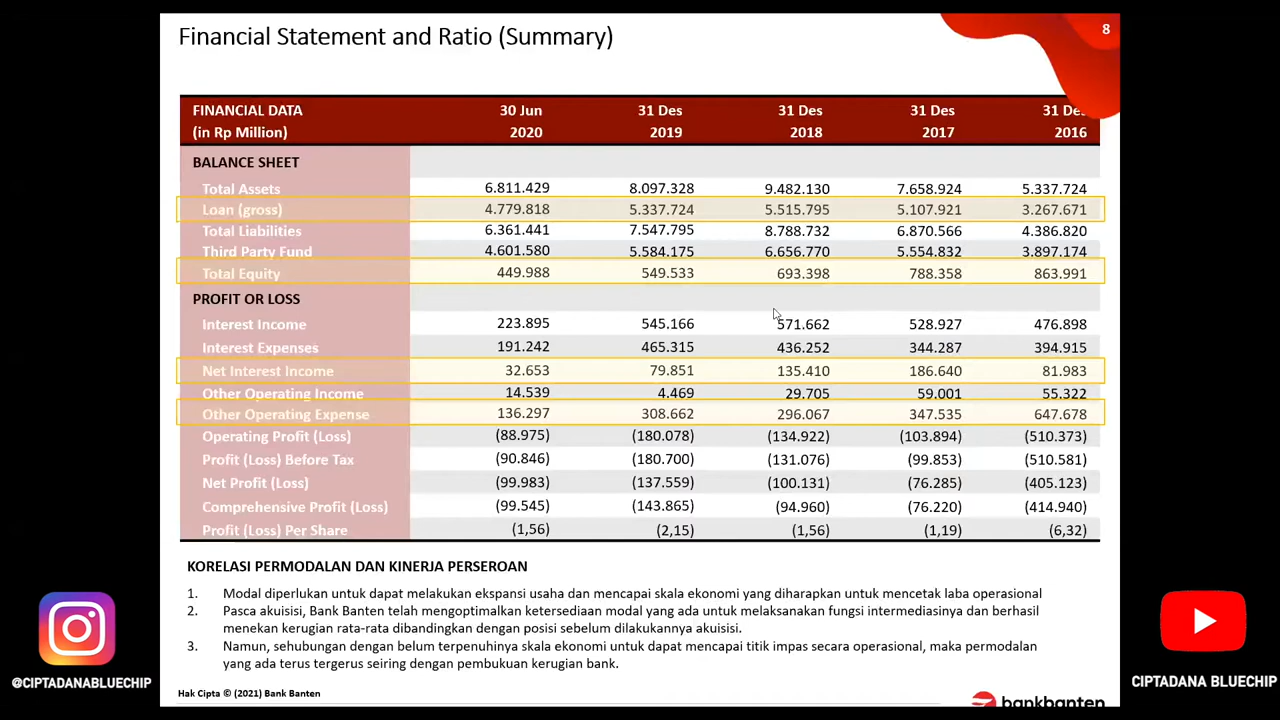 Financial Statement and Ratio (Summary)
8
FINANCIAL DATA 30 Jun 31 Des 31 Des 31 Des 31 Des
(in Rp Million) 2020 2019 2018 2017 2016
BALANCE SHEET
Total Assets 6.811.429 8.097.328 9.482.130 7.658.924 5.337.724
Loan (gross) 4.779.818 5.337.724 5.515.795 5.107.921 3.267.671
Total Liabilities 6.361.441 7.547.795 8.788.732 6.870.566 4.386.820
Third Party Fund 4.601.580 5.584.175 6.656.770 5.554.832 3.897.174
Total Equity 449.988 549.533 693.398 788.358 863.991
PROFIT OR LOSS
Interest Income 223.895 545.166 571.662 528.927 476.898
Interest Expenses 191.242 465.315 436.252 344.287 394.915
Net Interest Income 32.653 79.851 135.410 186.640 81.983
Other Operating Income 14.539 4.469 29.705 59.001 55.322
Other Operating Expense 136.297 308.662 296.067 347.535 647.678
Operating Profit (Loss) (88.975) (180.078) (134.922) (103.894) (510.373)
Profit (Loss) Before Tax (90.846) (180.700) (131.076) (99.853) (510.581)
Net Profit (Loss) (99.983) (137.559) (100.131) (76.285) (405.123)
Comprehensive Profit (Loss) (99.545) (143.865) (94.960) (76.220) (414.940)
Profit (Loss) Per Share (1,56) (2,15) (1,56) (1,19) (6,32)
KORELASI PERMODALAN DAN KINERJA PERSEROAN
1. Modal diperlukan untuk dapat melakukan ekspansi usaha dan mencapai skala ekonomi yang diharapkan untuk mencetak laba operasional
2. Pasca akuisisi, Bank Banten telah mengoptimalkan ketersediaan modal yang ada untuk melaksanakan fungsi intermediasinya dan berhasil
menekan kerugian rata-rata dibandingkan dengan posisi sebelum dilakukannya akuisisi.
3. Namun, sehubungan dengan belum terpenuhinya skala ekonomi untuk dapat mencapai titik impas secara operasional, maka permodalan
yang ada terus tergerus seiring dengan pembukuan kerugian bank.
Hak Cipta © (2021) Bank Banten
bankbanten
@CIPTADANABLUECHIP
CIPTADANA BLUECHIP